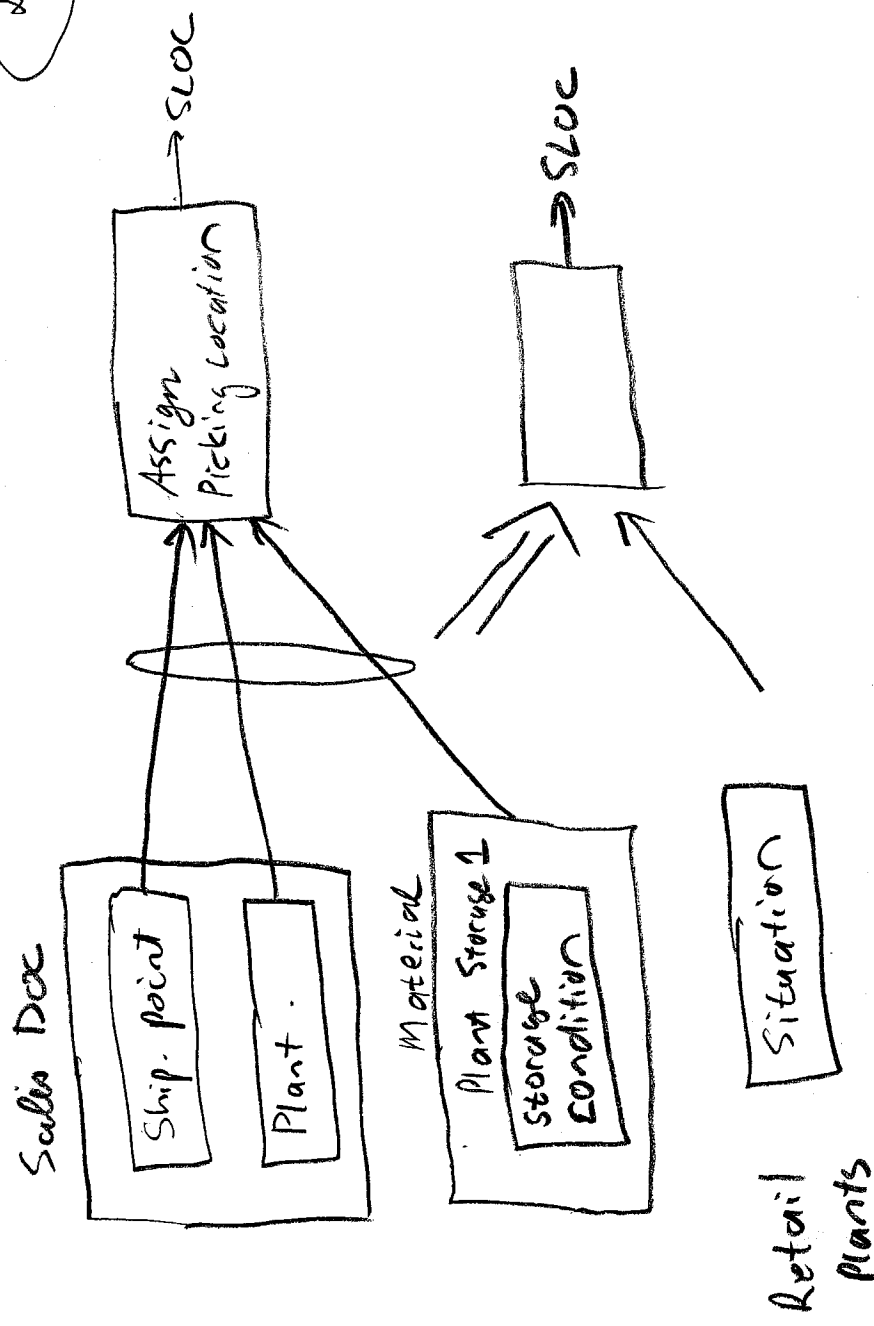 Sales Doc
Ship. point
Plant.
Assign
Picking Location
SLOC
Material
Plant Storage 1
Storage
condition
SLOC
Situation
Retail
Plants